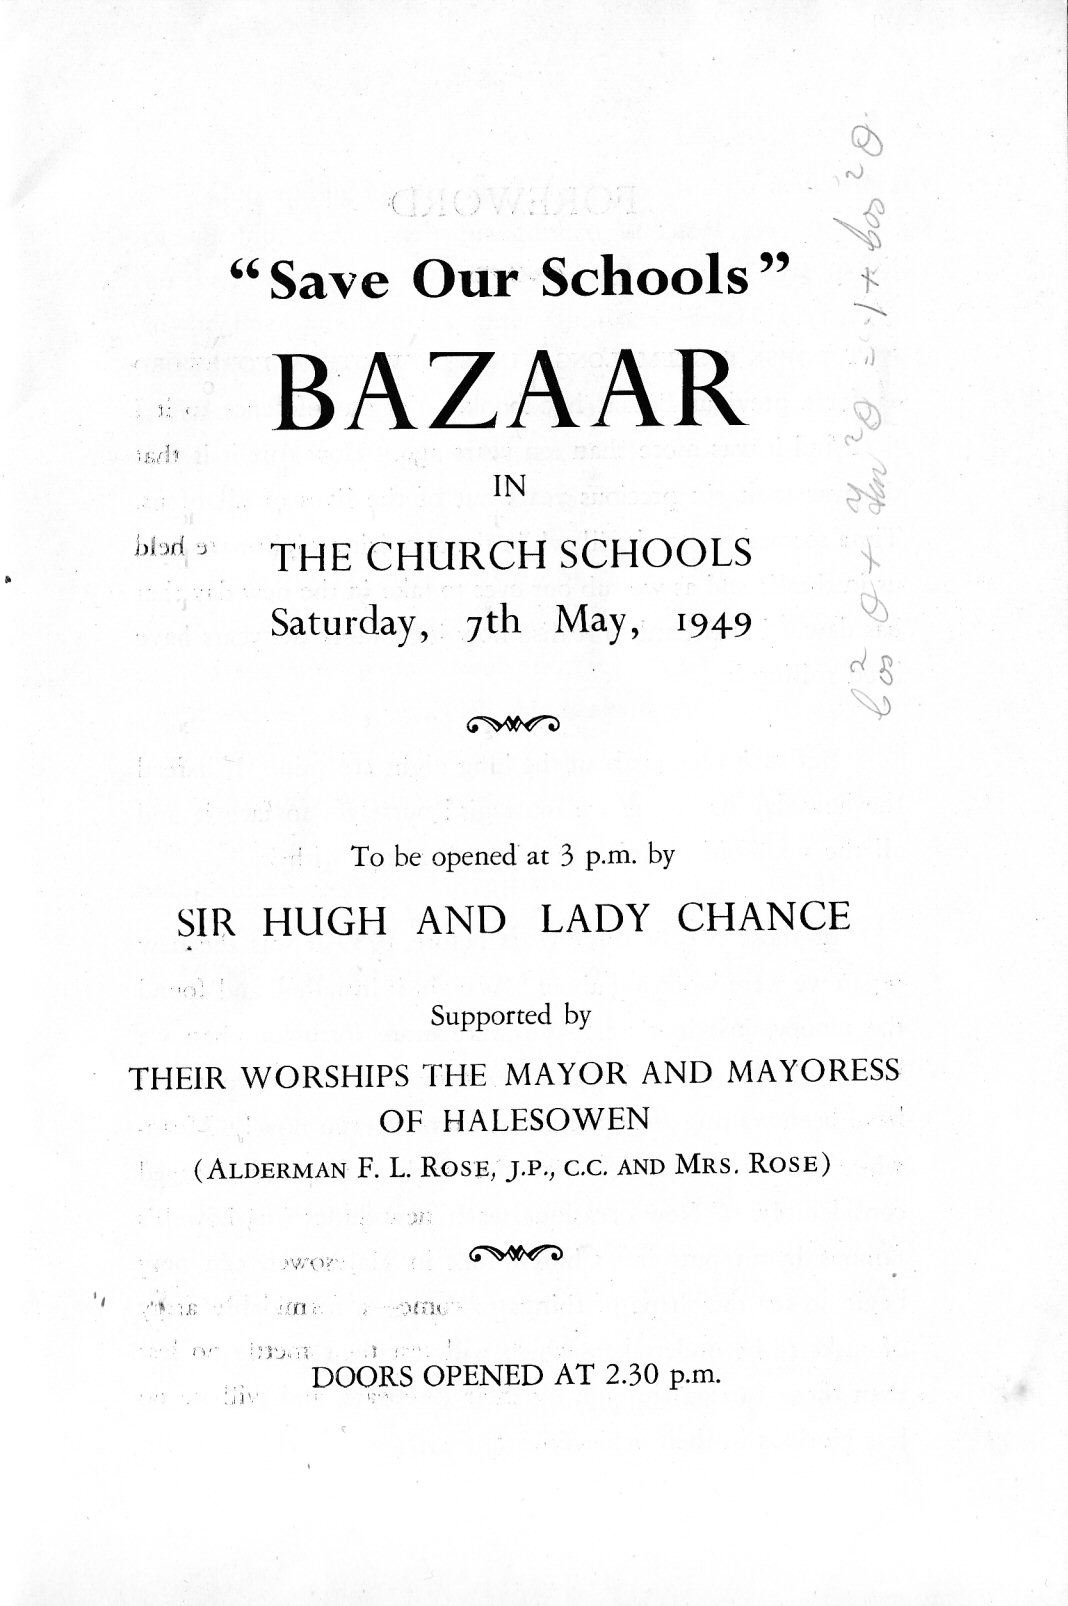 "Save Our Schools"
BAZAAR
IN
THE CHURCH SCHOOLS
Saturday, 7th May, 1949
To be opened at 3 p.m. by
SIR HUGH AND LADY CHANCE
Supported by
THEIR WORSHIPS THE MAYOR AND MAYORESS
OF HALESOWEN
(ALDERMAN F. L. ROSE, J.P., C.C. AND MRS. ROSE)
DOORS OPENED AT 2.30 p.m.
FOREWORD